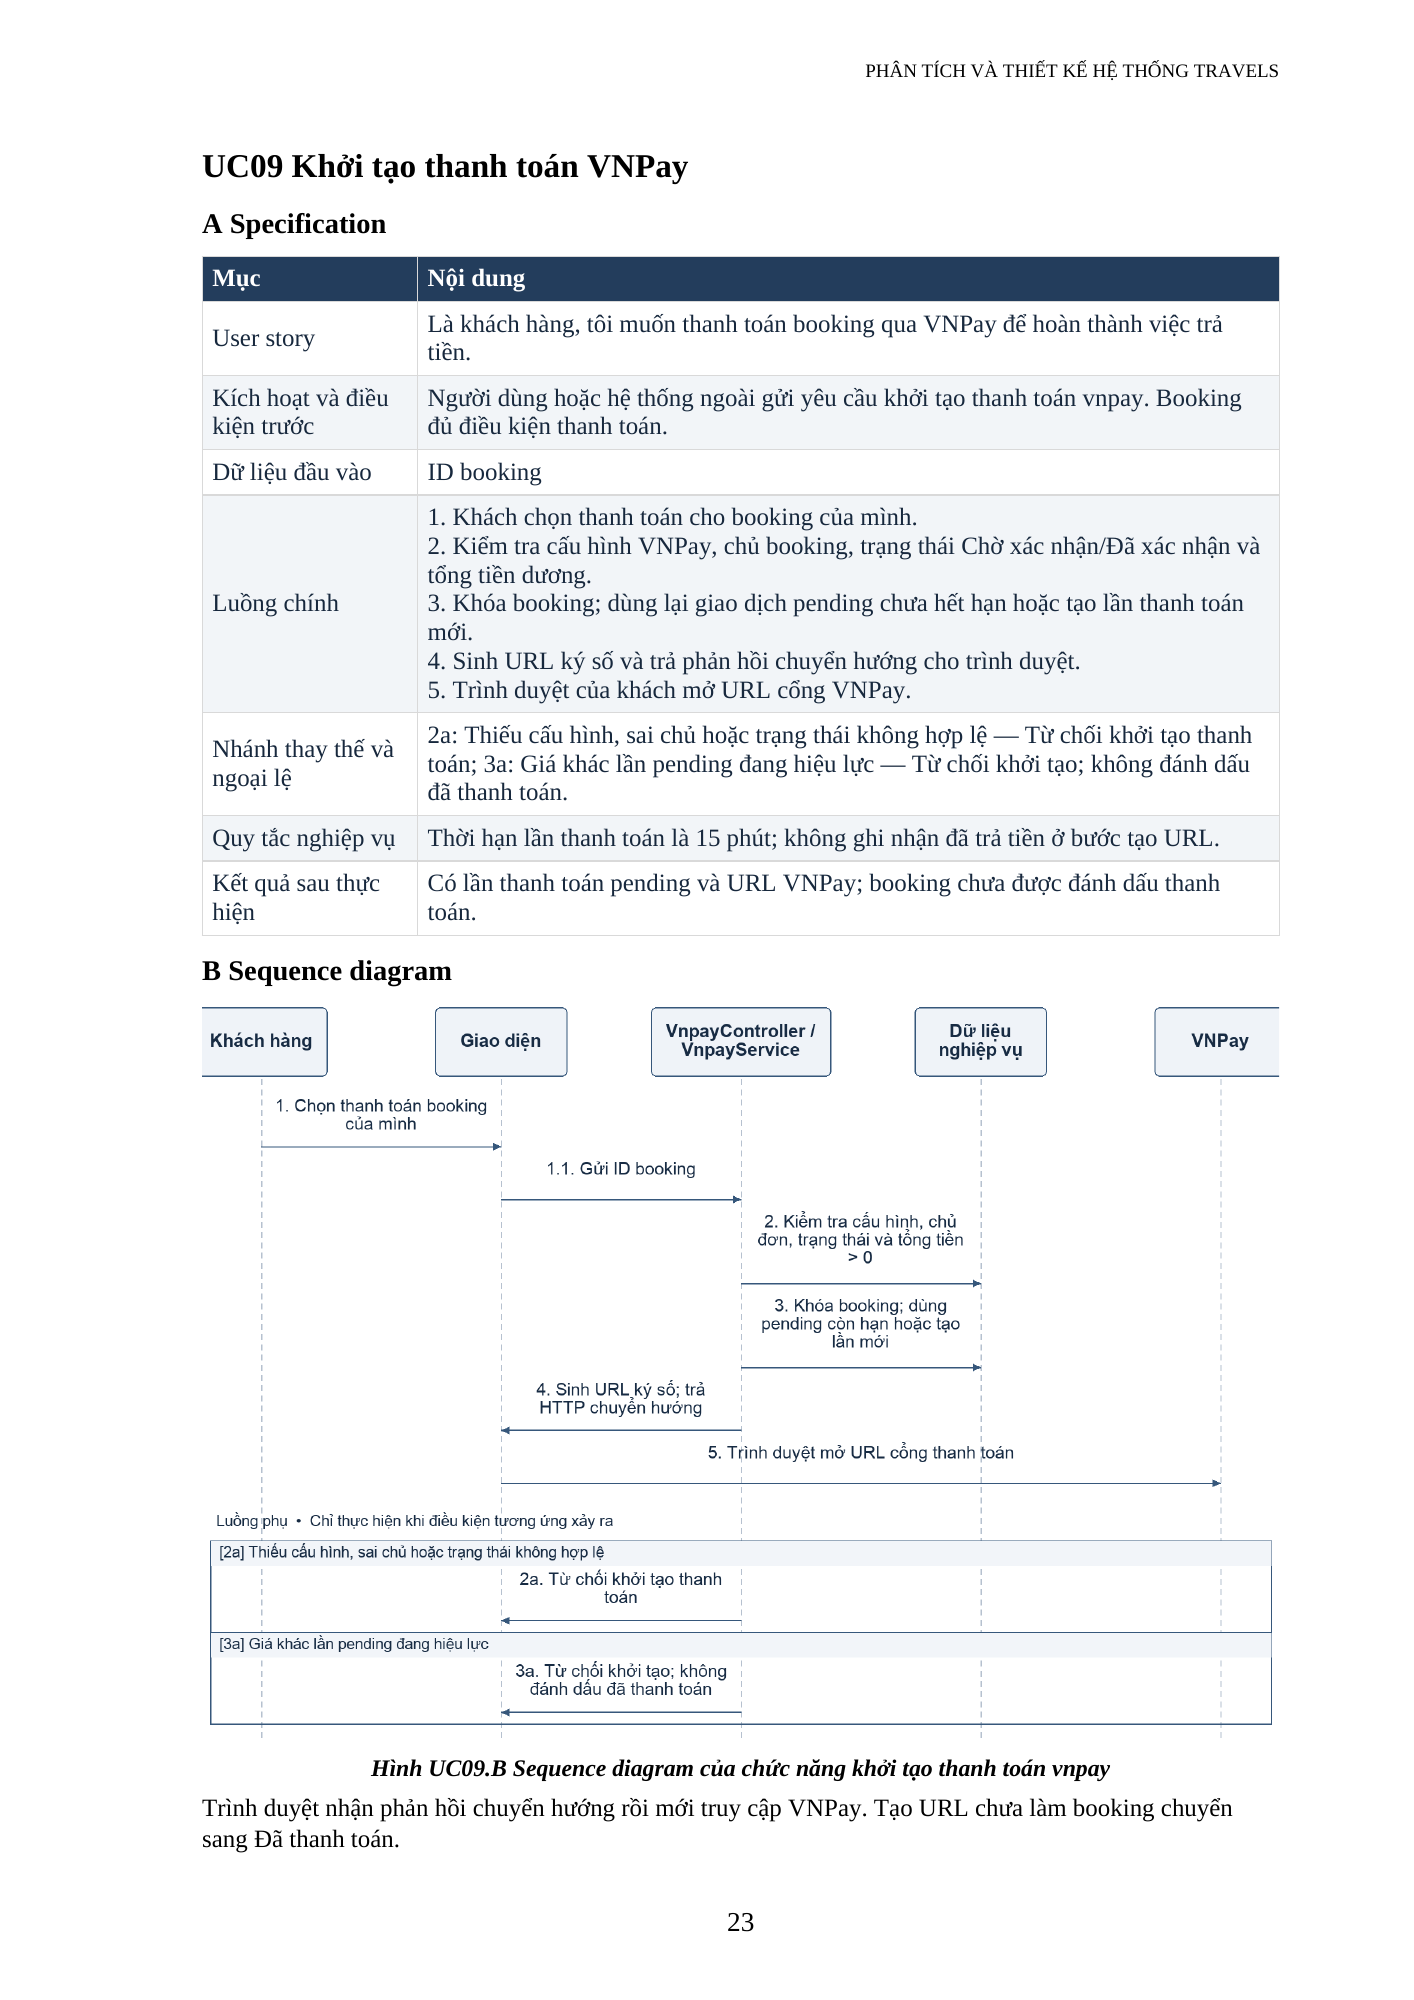 PHÂN TÍCH VÀ THIẾT KẾ HỆ THỐNG TRAVELS
UC09 Khởi tạo thanh toán VNPay
A Specification
Mục
Nội dung
User story
Là khách hàng, tôi muốn thanh toán booking qua VNPay để hoàn thành việc trả
tiền.
Kích hoạt và điều
kiện trước
Người dùng hoặc hệ thống ngoài gửi yêu cầu khởi tạo thanh toán vnpay. Booking
đủ điều kiện thanh toán.
Dữ liệu đầu vào
ID booking
Luồng chính
1. Khách chọn thanh toán cho booking của mình.
2. Kiểm tra cấu hình VNPay, chủ booking, trạng thái Chờ xác nhận/Đã xác nhận và
tổng tiền dương.
3. Khóa booking; dùng lại giao dịch pending chưa hết hạn hoặc tạo lần thanh toán
mới.
4. Sinh URL ký số và trả phản hồi chuyển hướng cho trình duyệt.
5. Trình duyệt của khách mở URL cổng VNPay.
Nhánh thay thế và
ngoại lệ
2a: Thiếu cấu hình, sai chủ hoặc trạng thái không hợp lệ — Từ chối khởi tạo thanh
toán; 3a: Giá khác lần pending đang hiệu lực — Từ chối khởi tạo; không đánh dấu
đã thanh toán.
Quy tắc nghiệp vụ
Thời hạn lần thanh toán là 15 phút; không ghi nhận đã trả tiền ở bước tạo URL.
Kết quả sau thực
hiện
Có lần thanh toán pending và URL VNPay; booking chưa được đánh dấu thanh
toán.
B Sequence diagram
Khách hàng
Giao diện
VnpayController /
VnpayService
Dữ liệu
nghiệp vụ
VNPay
1. Chọn thanh toán booking
của mình
1.1. Gửi ID booking
2. Kiểm tra cấu hình, chủ
đơn, trạng thái và tổng tiền
> 0
3. Khóa booking; dùng
pending còn hạn hoặc tạo
lần mới
4. Sinh URL ký số; trả
HTTP chuyển hướng
5. Trình duyệt mở URL cổng thanh toán
Luồng phụ • Chỉ thực hiện khi điều kiện tương ứng xảy ra
[2a] Thiếu cấu hình, sai chủ hoặc trạng thái không hợp lệ
2a. Từ chối khởi tạo thanh
toán
[3a] Giá khác lần pending đang hiệu lực
3a. Từ chối khởi tạo; không
đánh dấu đã thanh toán
Hình UC09.B Sequence diagram của chức năng khởi tạo thanh toán vnpay
Trình duyệt nhận phản hồi chuyển hướng rồi mới truy cập VNPay. Tạo URL chưa làm booking chuyển
sang Đã thanh toán.
23